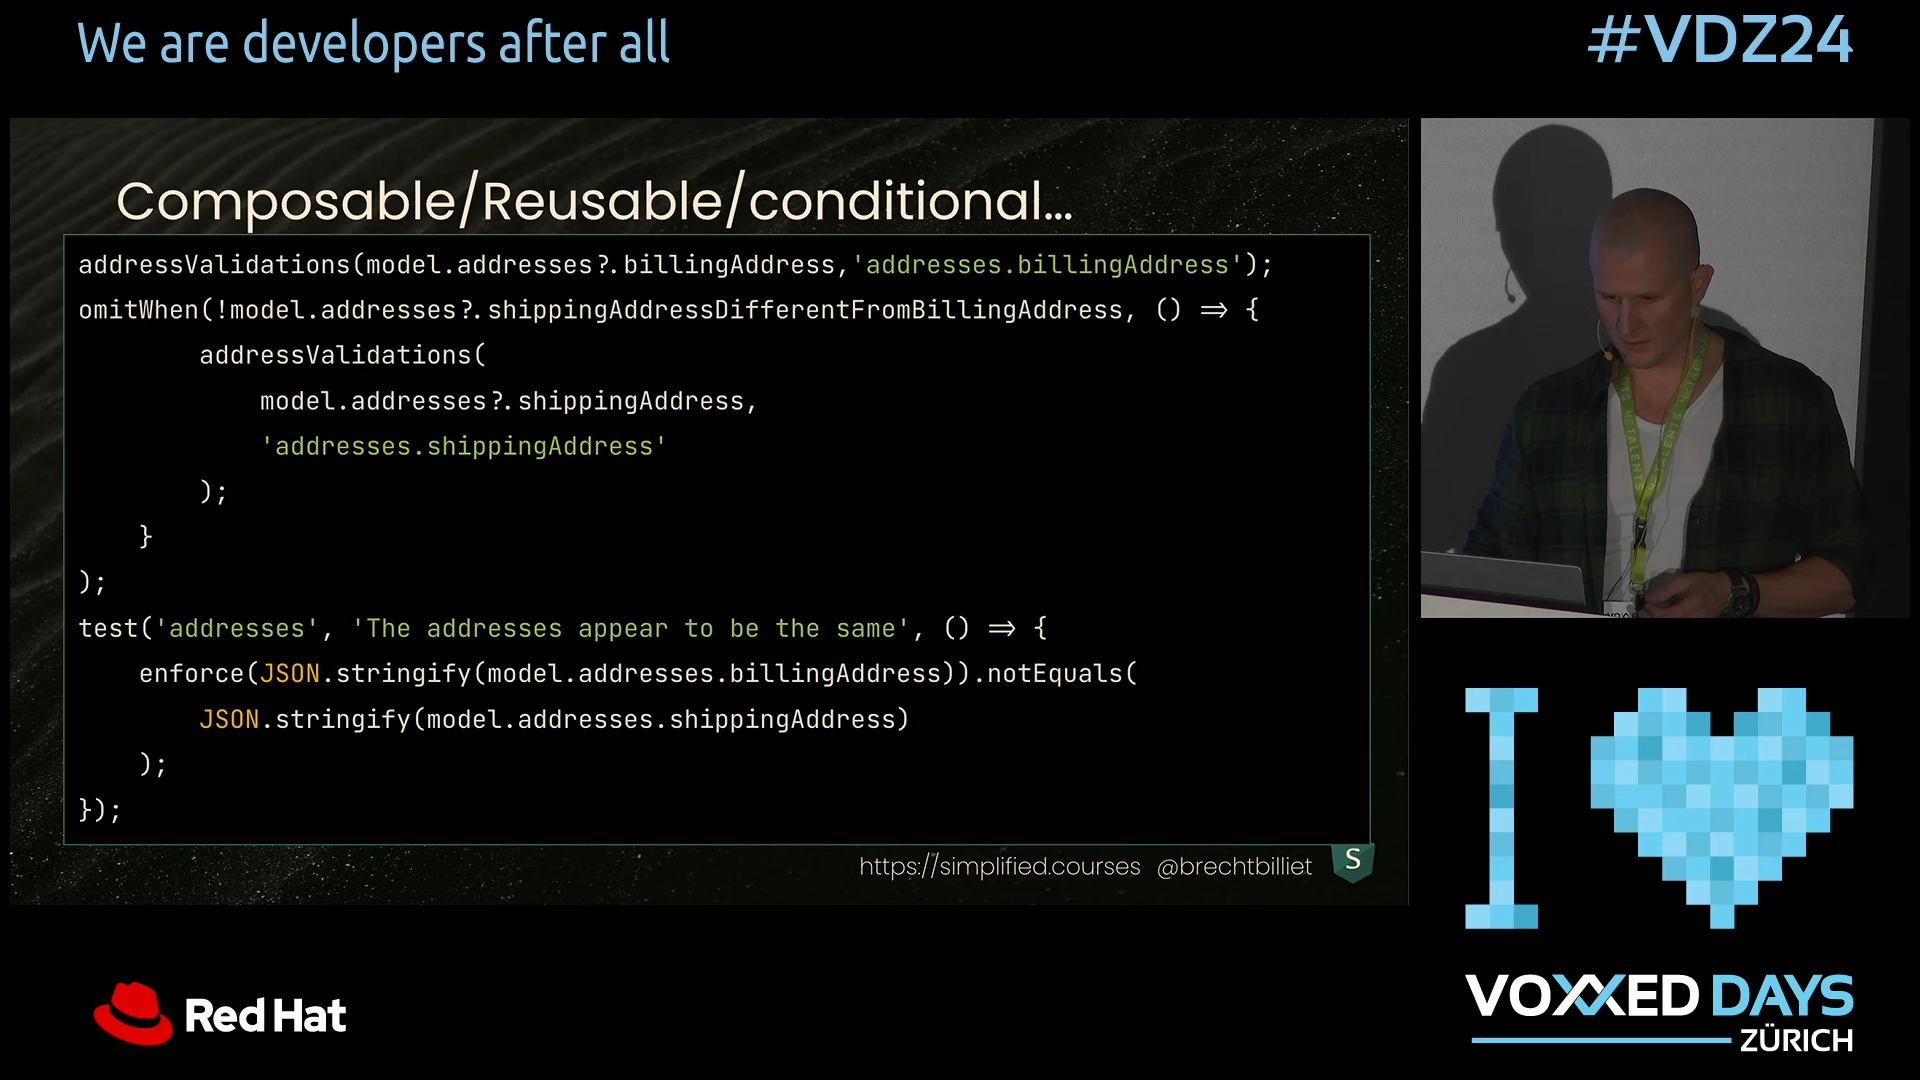 We are developers after all
#VDZ24
Composable/Reusable/conditional...
addressValidations(model.addresses?.billingAddress,'addresses.billingAddress');
omitWhen(!model.addresses?.shippingAddressDifferentFromBillingAddress, () => {
addressValidations(
model.addresses?.shippingAddress,
'addresses.shippingAddress'
);
}
);
test('addresses', 'The addresses appear to be the same', () => {
enforce(JSON.stringify(model.addresses.billingAddress)).notEquals(
JSON.stringify(model.addresses.shippingAddress)
);
});
https://simplified.courses @brechtbilliet
S
I
Red Hat
VOXXED DAYS
ZÜRICH